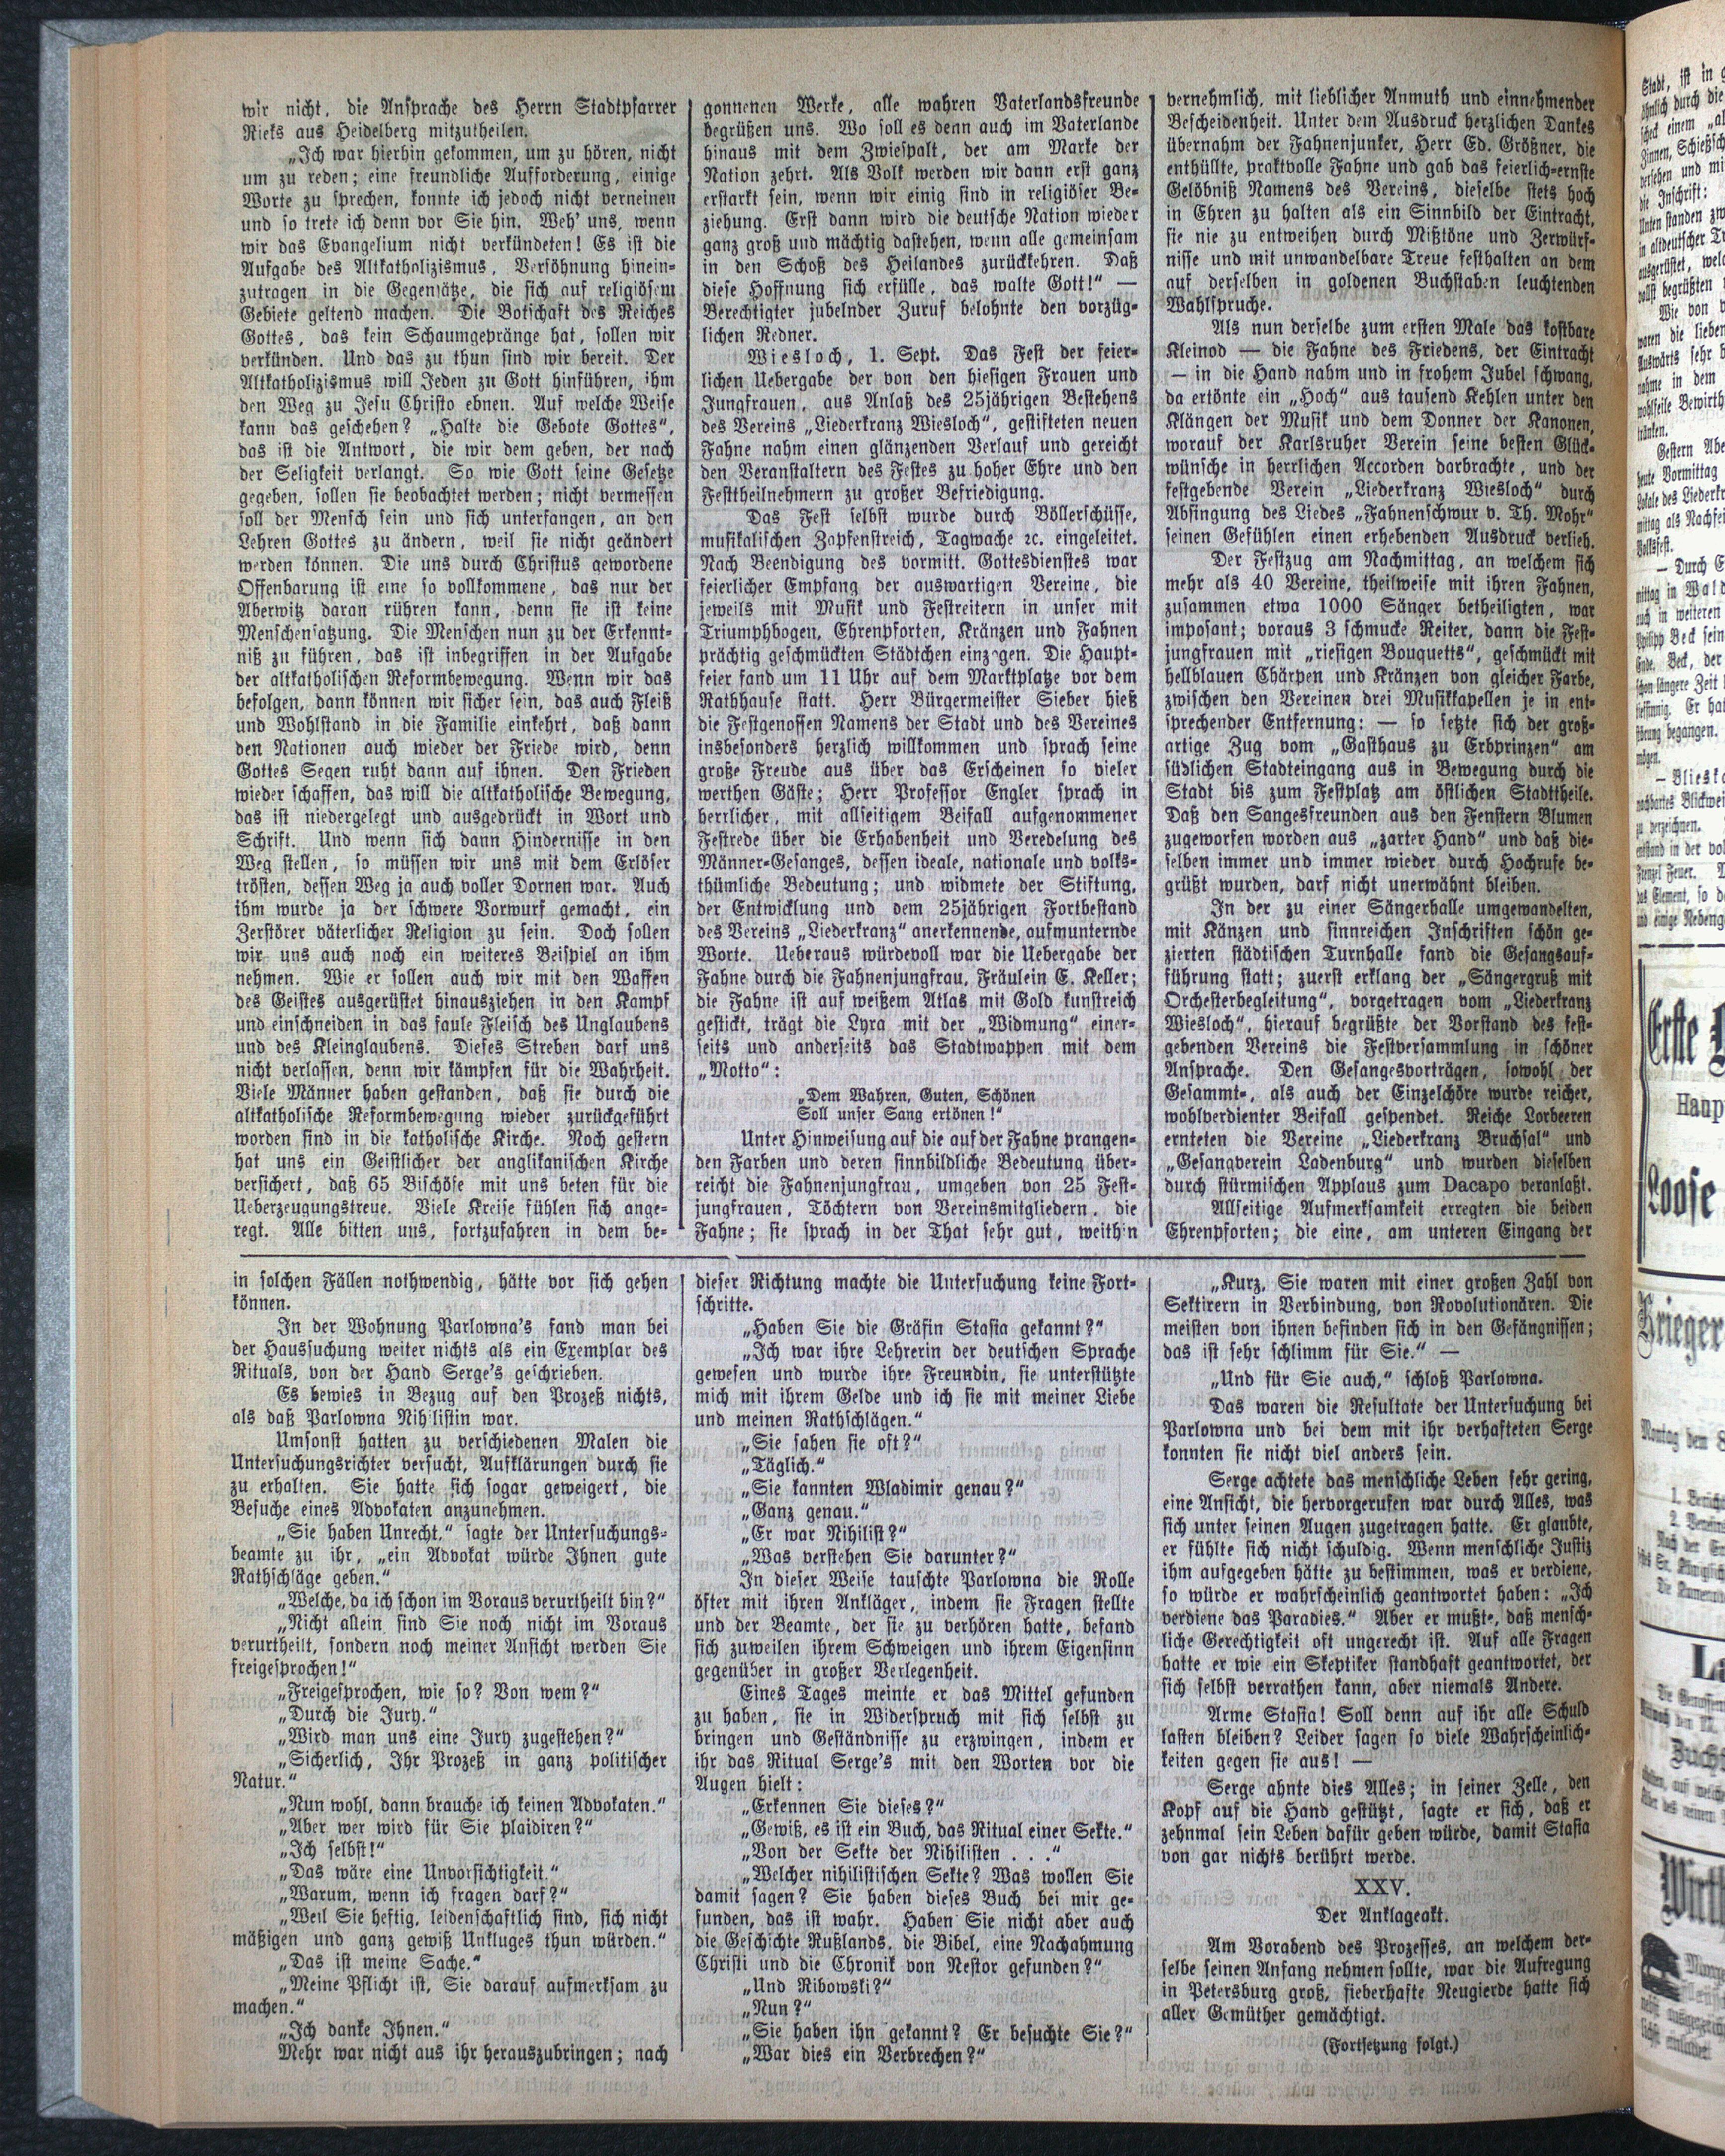 wir nicht, die Ansprache des Herrn Stadtpfarrer
Rieks aus Heidelberg mitzutheilen.
„Ich war hierhin gekommen, um zu hören, nicht
um zu reden; eine freundliche Aufforderung, einige
Worte zu sprechen, konnte ich jedoch nicht verneinen
und so trete ich denn vor Sie hin. Weh' uns, wenn
wir das Evangelium nicht verkündeten! Es ist die
Aufgabe des Altkatholizismus, Versöhnung hinein-
zutragen in die Gegensätze, die sich auf religiösem
Gebiete geltend machen. Die Botschaft des Reiches
Gottes, das kein Schaumgepränge hat, sollen wir
verkünden. Und das zu thun sind wir bereit. Der
Altkatholizismus will Jeden zu Gott hinführen, ihm
den Weg zu Jesu Christo ebnen. Auf welche Weise
kann das geschehen? „Halte die Gebote Gottes“,
das ist die Antwort, die wir dem geben, der nach
der Seligkeit verlangt. So wie Gott seine Gesetze
gegeben, sollen sie beobachtet werden; nicht vermessen
soll der Mensch sein und sich unterfangen, an den
Lehren Gottes zu ändern, weil sie nicht geändert
werden können. Die uns durch Christus gewordene
Offenbarung ist eine so vollkommene, das nur der
Aberwitz daran rühren kann, denn sie ist keine
Menschensatzung. Die Menschen nun zu der Erkennt-
niß zu führen, das ist inbegriffen in der Aufgabe
der altkatholischen Reformbewegung. Wenn wir das
befolgen, dann können wir sicher sein, das auch Fleiß
und Wohlstand in die Familie einkehrt, daß dann
den Nationen auch wieder der Friede wird, denn
Gottes Segen ruht dann auf ihnen. Den Frieden
wieder schaffen, das will die altkatholische Bewegung,
das ist niedergelegt und ausgedrückt in Wort und
Schrift. Und wenn sich dann Hindernisse in den
Weg stellen, so müssen wir uns mit dem Erlöser
trösten, dessen Weg ja auch voller Dornen war. Auch
ihm wurde ja der schwere Vorwurf gemacht, ein
Zerstörer väterlicher Religion zu sein. Doch sollen
wir uns auch noch ein weiteres Beispiel an ihm
nehmen. Wie er sollen auch wir mit den Waffen
des Geistes ausgerüstet hinausziehen in den Kampf
und einschneiden in das faule Fleisch des Unglaubens
und des Kleinglaubens. Dieses Streben darf uns
nicht verlassen, denn wir kämpfen für die Wahrheit.
Viele Männer haben gestanden, daß sie durch die
altkatholische Reformbewegung wieder zurückgeführt
worden sind in die katholische Kirche. Noch gestern
hat uns ein Geistlicher der anglikanischen Kirche
versichert, daß 65 Bischöfe mit uns beten für die
Ueberzeugungstreue. Viele Kreise fühlen sich ange-
regt. Alle bitten uns, fortzufahren in dem be-
gonnenen Werke, alle wahren Vaterlandsfreunde
begrüßen uns. Wo soll es denn auch im Vaterlande
hinaus mit dem Zwiespalt, der am Marke der
Nation zehrt. Als Volk werden wir dann erst ganz
erstarkt sein, wenn wir einig sind in religiöser Be-
ziehung. Erst dann wird die deutsche Nation wieder
ganz groß und mächtig dastehen, wenn alle gemeinsam
in den Schoß des Heilandes zurückkehren. Daß
diese Hoffnung sich erfülle, das walte Gott!“ —
Berechtigter jubelnder Zuruf belohnte den vorzüg-
lichen Redner.
Wiesloch, 1. Sept. Das Fest der feier-
lichen Uebergabe der von den hiesigen Frauen und
Jungfrauen, aus Anlaß des 25jährigen Bestehens
des Vereins „Liederkranz Wiesloch“, gestifteten neuen
Fahne nahm einen glänzenden Verlauf und gereicht
den Veranstaltern des Festes zu hoher Ehre und den
Festtheilnehmern zu großer Befriedigung.
Das Fest selbst wurde durch Böllerschüsse,
musikalischen Zapfenstreich, Tagwache ꝛc. eingeleitet.
Nach Beendigung des vormitt. Gottesdienstes war
feierlicher Empfang der auswartigen Vereine, die
jeweils mit Musik und Festreitern in unser mit
Triumphbogen, Ehrenpforten, Kränzen und Fahnen
prächtig geschmückten Städtchen einzogen. Die Haupt-
feier fand um 11 Uhr auf dem Marktplatze vor dem
Rathhause statt. Herr Bürgermeister Sieber hieß
die Festgenossen Namens der Stadt und des Vereines
insbesonders herzlich willkommen und sprach seine
große Freude aus über das Erscheinen so vieler
werthen Gäste; Herr Professor Engler sprach in
herrlicher, mit allseitigem Beifall aufgenommener
Festrede über die Erhabenheit und Veredelung des
Männer-Gesanges, dessen ideale, nationale und volks-
thümliche Bedeutung; und widmete der Stiftung,
der Entwicklung und dem 25jährigen Fortbestand
des Vereins „Liederkranz“ anerkennende, aufmunternde
Worte. Ueberaus würdevoll war die Uebergabe der
Fahne durch die Fahnenjungfrau, Fräulein E. Keller;
die Fahne ist auf weißem Atlas mit Gold kunstreich
gestickt, trägt die Lyra mit der „Widmung“ einer-
seits und anderseits das Stadtwappen mit dem
„Motto“:
„Dem Wahren, Guten, Schönen
Soll unser Sang ertönen!“
Unter Hinweisung auf die auf der Fahne prangen-
den Farben und deren sinnbildliche Bedeutung über-
reicht die Fahnenjungfrau, umgeben von 25 Fest-
jungfrauen, Töchtern von Vereinsmitgliedern, die
Fahne; sie sprach in der That sehr gut, weithin
vernehmlich, mit lieblicher Anmuth und einnehmender
Bescheidenheit. Unter dem Ausdruck herzlichen Dankes
übernahm der Fahnenjunker, Herr Ed. Größner, die
enthüllte, praktvolle Fahne und gab das feierlich-ernste
Gelöbniß Namens des Vereins, dieselbe stets hoch
in Ehren zu halten als ein Sinnbild der Eintracht,
sie nie zu entweihen durch Mißtöne und Zerwürf-
nisse und mit unwandelbare Treue festhalten an dem
auf derselben in goldenen Buchstaben leuchtenden
Wahlspruche.
Als nun derselbe zum ersten Male das kostbare
Kleinod — die Fahne des Friedens, der Eintracht
— in die Hand nahm und in frohem Jubel schwang,
da ertönte ein „Hoch“ aus tausend Kehlen unter den
Klängen der Musik und dem Donner der Kanonen,
worauf der Karlsruher Verein seine besten Glück-
wünsche in herrlichen Accorden darbrachte, und der
festgebende Verein „Liederkranz Wiesloch“ durch
Absingung des Liedes „Fahnenschwur v. Th. Mohr“
seinen Gefühlen einen erhebenden Ausdruck verlieh.
Der Festzug am Nachmittag, an welchem sich
mehr als 40 Vereine, theilweise mit ihren Fahnen,
zusammen etwa 1000 Sänger betheiligten, war
imposant; voraus 3 schmucke Reiter, dann die Fest-
jungfrauen mit „riesigen Bouquetts“, geschmückt mit
hellblauen Chärpen und Kränzen von gleicher Farbe,
zwischen den Vereinen drei Musikkapellen je in ent-
sprechender Entfernung: — so setzte sich der groß-
artige Zug vom „Gasthaus zu Erbprinzen“ am
südlichen Stadteingang aus in Bewegung durch die
Stadt bis zum Festplatz am östlichen Stadttheile.
Daß den Sangesfreunden aus den Fenstern Blumen
zugeworfen worden aus „zarter Hand“ und daß die-
selben immer und immer wieder durch Hochrufe be-
grüßt wurden, darf nicht unerwähnt bleiben.
In der zu einer Sängerhalle umgewandelten,
mit Känzen und sinnreichen Inschriften schön ge-
zierten städtischen Turnhalle fand die Gesangsauf-
führung statt; zuerst erklang der „Sängergruß mit
Orchesterbegleitung“, vorgetragen vom „Liederkranz
Wiesloch“, hierauf begrüßte der Vorstand des fest-
gebenden Vereins die Festversammlung in schöner
Ansprache. Den Gesangesvorträgen, sowohl der
Gesammt-, als auch der Einzelchöre wurde reicher,
wohlverdienter Beifall gespendet. Reiche Lorbeeren
ernteten die Vereine „Liederkranz Bruchsal“ und
„Gesangverein Ladenburg“ und wurden dieselben
durch stürmischen Applaus zum Dacapo veranlaßt.
Allseitige Aufmerksamkeit erregten die beiden
Ehrenpforten; die eine, am unteren Eingang der
in solchen Fällen nothwendig, hätte vor sich gehen
können.
In der Wohnung Parlowna's fand man bei
der Haussuchung weiter nichts als ein Exemplar des
Rituals, von der Hand Serge's geschrieben.
Es bewies in Bezug auf den Prozeß nichts,
als daß Parlowna Nihilistin war.
Umsonst hatten zu verschiedenen Malen die
Untersuchungsrichter versucht, Aufklärungen durch sie
zu erhalten. Sie hatte sich sogar geweigert, die
Besuche eines Advokaten anzunehmen.
„Sie haben Unrecht,“ sagte der Untersuchungs-
beamte zu ihr, „ein Advokat würde Ihnen gute
Rathschläge geben.“
„Welche, da ich schon im Voraus verurtheilt bin?“
„Nicht allein sind Sie noch nicht im Voraus
verurtheilt, sondern noch meiner Ansicht werden Sie
freigesprochen!“
„Freigesprochen, wie so? Von wem?“
„Durch die Jury.“
„Wird man uns eine Jury zugestehen?“
„Sicherlich, Ihr Prozeß in ganz politischer
Natur.“
„Nun wohl, dann brauche ich keinen Advokaten.“
„Aber wer wird für Sie plaidiren?“
„Ich selbst!“
„Das wäre eine Unvorsichtigkeit.“
„Warum, wenn ich fragen darf?“
„Weil Sie heftig, leidenschaftlich sind, sich nicht
mäßigen und ganz gewiß Unkluges thun würden.“
„Das ist meine Sache.“
„Meine Pflicht ist, Sie darauf aufmerksam zu
machen.“
„Ich danke Ihnen.“
Mehr war nicht aus ihr herauszubringen; nach
dieser Richtung machte die Untersuchung keine Fort-
schritte.
„Haben Sie die Gräfin Stasia gekannt?“
„Ich war ihre Lehrerin der deutschen Sprache
gewesen und wurde ihre Freundin, sie unterstützte
mich mit ihrem Gelde und ich sie mit meiner Liebe
und meinen Rathschlägen.“
„Sie sahen sie oft?“
„Täglich.“
„Sie kannten Wladimir genau?“
„Ganz genau.“
„Er war Nihilist?“
„Was verstehen Sie darunter?“
In dieser Weise tauschte Parlowna die Rolle
öfter mit ihren Ankläger, indem sie Fragen stellte
und der Beamte, der sie zu verhören hatte, befand
sich zuweilen ihrem Schweigen und ihrem Eigensinn
gegenüber in großer Verlegenheit.
Eines Tages meinte er das Mittel gefunden
zu haben, sie in Widerspruch mit sich selbst zu
bringen und Geständnisse zu erzwingen, indem er
ihr das Ritual Serge's mit den Worten vor die
Augen hielt:
„Erkennen Sie dieses?“
„Gewiß, es ist ein Buch, das Ritual einer Sekte.“
„Von der Sekte der Nihilisten . . .“
„Welcher nihilistischen Sekte? Was wollen Sie
damit sagen? Sie haben dieses Buch bei mir ge-
funden, das ist wahr. Haben Sie nicht aber auch
die Geschichte Rußlands, die Bibel, eine Nachahmung
Christi und die Chronik von Nestor gefunden?“
„Und Ribowski?“
„Nun?“
„Sie haben ihn gekannt? Er besuchte Sie?“
„War dies ein Verbrechen?“
„Kurz, Sie waren mit einer großen Zahl von
Sektirern in Verbindung, von Rovolutionären. Die
meisten von ihnen befinden sich in den Gefängnissen;
das ist sehr schlimm für Sie.“ —
„Und für Sie auch,“ schloß Parlowna.
Das waren die Resultate der Untersuchung bei
Parlowna und bei dem mit ihr verhafteten Serge
konnten sie nicht viel anders sein.
Serge achtete das menschliche Leben sehr gering,
eine Ansicht, die hervorgerufen war durch Alles, was
sich unter seinen Augen zugetragen hatte. Er glaubte,
er fühlte sich nicht schuldig. Wenn menschliche Justiz
ihm aufgegeben hätte zu bestimmen, was er verdiene,
so würde er wahrscheinlich geantwortet haben: „Ich
verdiene das Paradies.“ Aber er mußte, daß mensch-
liche Gerechtigkeit oft ungerecht ist. Auf alle Fragen
hatte er wie ein Skeptiker standhaft geantwortet, der
sich selbst verrathen kann, aber niemals Andere.
Arme Stasia! Soll denn auf ihr alle Schuld
lasten bleiben? Leider sagen so viele Wahrscheinlich-
keiten gegen sie aus! —
Serge ahnte dies Alles; in seiner Zelle, den
Kopf auf die Hand gestützt, sagte er sich, daß er
zehnmal sein Leben dafür geben würde, damit Stasia
von gar nichts berührt werde.
XXV.
Der Anklageakt.
Am Vorabend des Prozesses, an welchem der-
selbe seinen Anfang nehmen sollte, war die Aufregung
in Petersburg groß, fieberhafte Neugierde hatte sich
aller Gemüther gemächtigt.
(Fortsetzung folgt.)